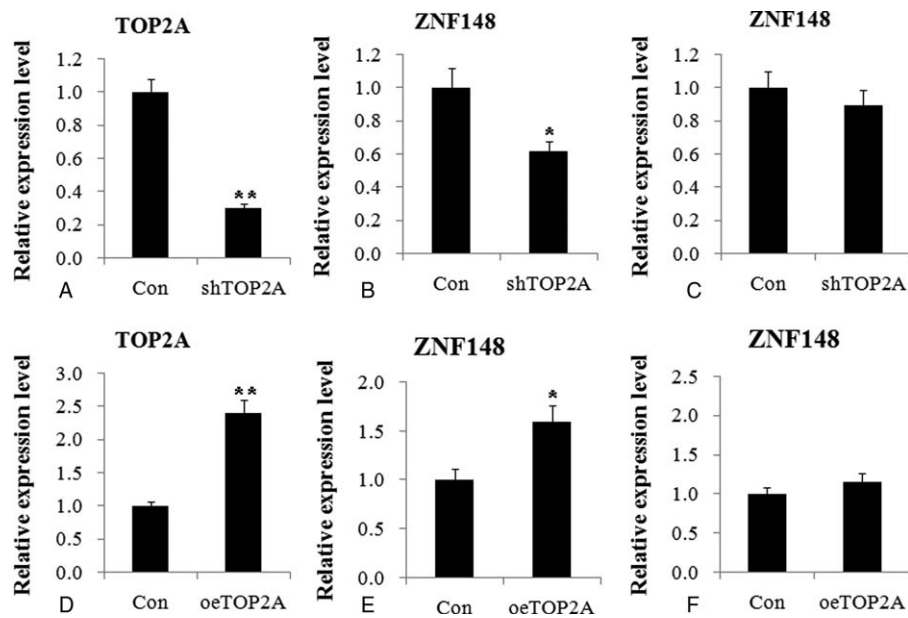 TOP2A
Relative expression level
1.2
1.0
0.8
0.6
0.4
0.2
0.0
**
Con shTOP2A
A
ZNF148
Relative expression level
1.2
1.0
0.8
0.6
0.4
0.2
0.0
*
Con shTOP2A
B
ZNF148
Relative expression level
1.2
1.0
0.8
0.6
0.4
0.2
0.0
Con shTOP2A
C
TOP2A
Relative expression level
3.0
2.5
2.0
1.5
1.0
0.5
0.0
**
Con oeTOP2A
D
ZNF148
Relative expression level
2.0
1.5
1.0
0.5
0.0
*
Con oeTOP2A
E
ZNF148
Relative expression level
2.5
2.0
1.5
1.0
0.5
0.0
Con oeTOP2A
F